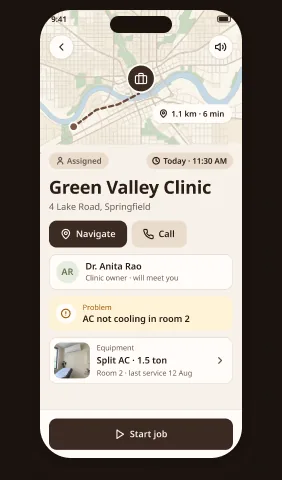 9:41
1.1 km · 6 min
Assigned
Today · 11:30 AM
Green Valley Clinic
4 Lake Road, Springfield
Navigate
Call
AR
Dr. Anita Rao
Clinic owner · will meet you
Problem
AC not cooling in room 2
Equipment
Split AC · 1.5 ton
Room 2 · last service 12 Aug
Start job